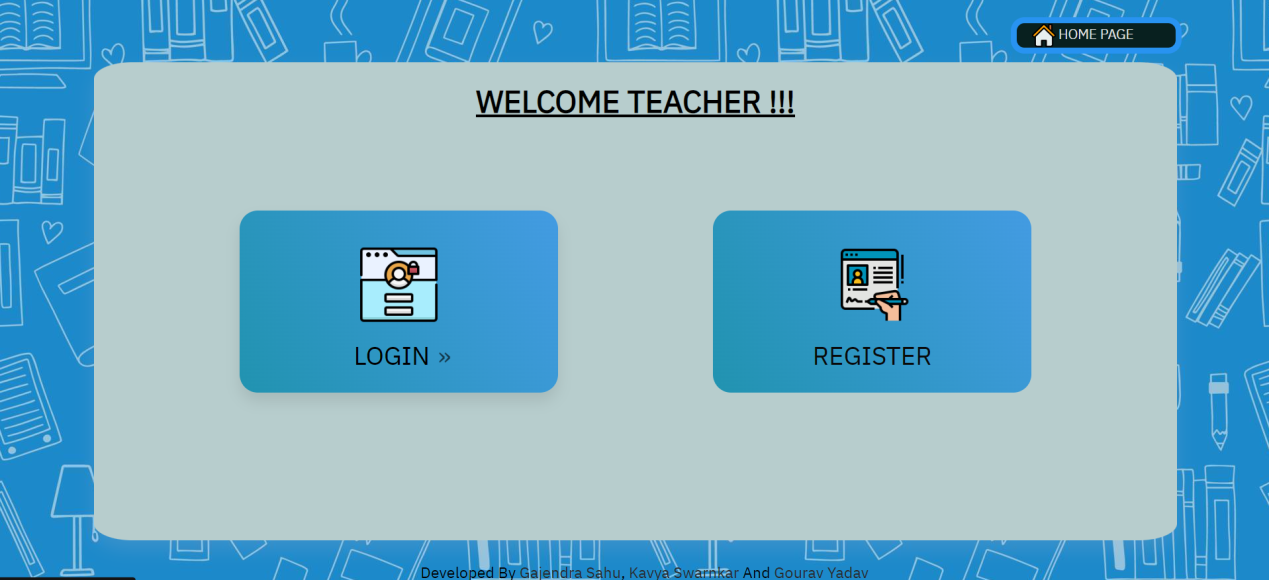 HOME PAGE
WELCOME TEACHER !!!
LOGIN »
REGISTER
Developed By Gajendra Sahu, Kavya Swarnkar And Gourav Yadav